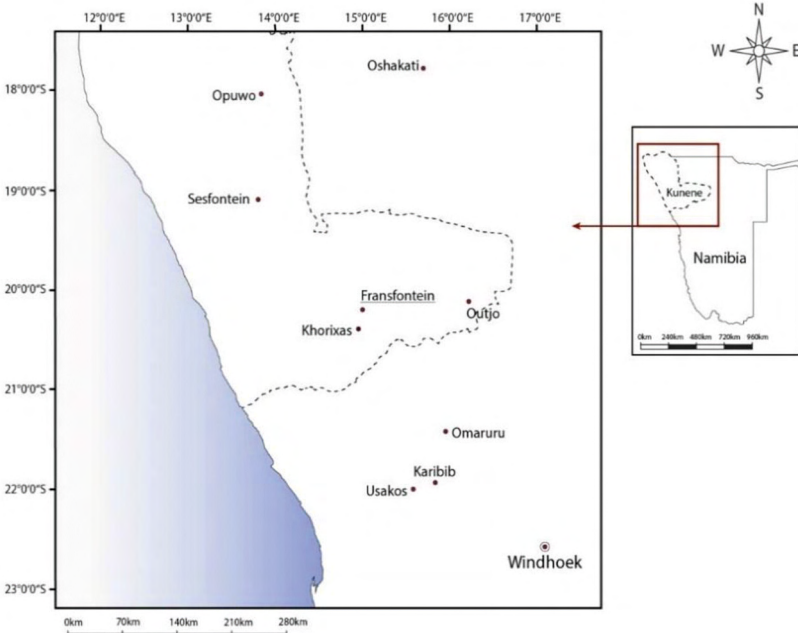 12°0'0"E 13°0'0"E 14°0'0"E 15°0'0"E 16°0'0"E 17°0'0"E
N
W E
S
18°0'0"S
19°0'0"S
20°0'0"S
21°0'0"S
22°0'0"S
23°0'0"S
Oshakati
Opuwo
Sesfontein
Fransfontein
Outjo
Khorixas
Omaruru
Karibib
Usakos
Windhoek
0km 70km 140km 210km 280km
Kunene
Namibia
0km 240km 480km 720km 960km